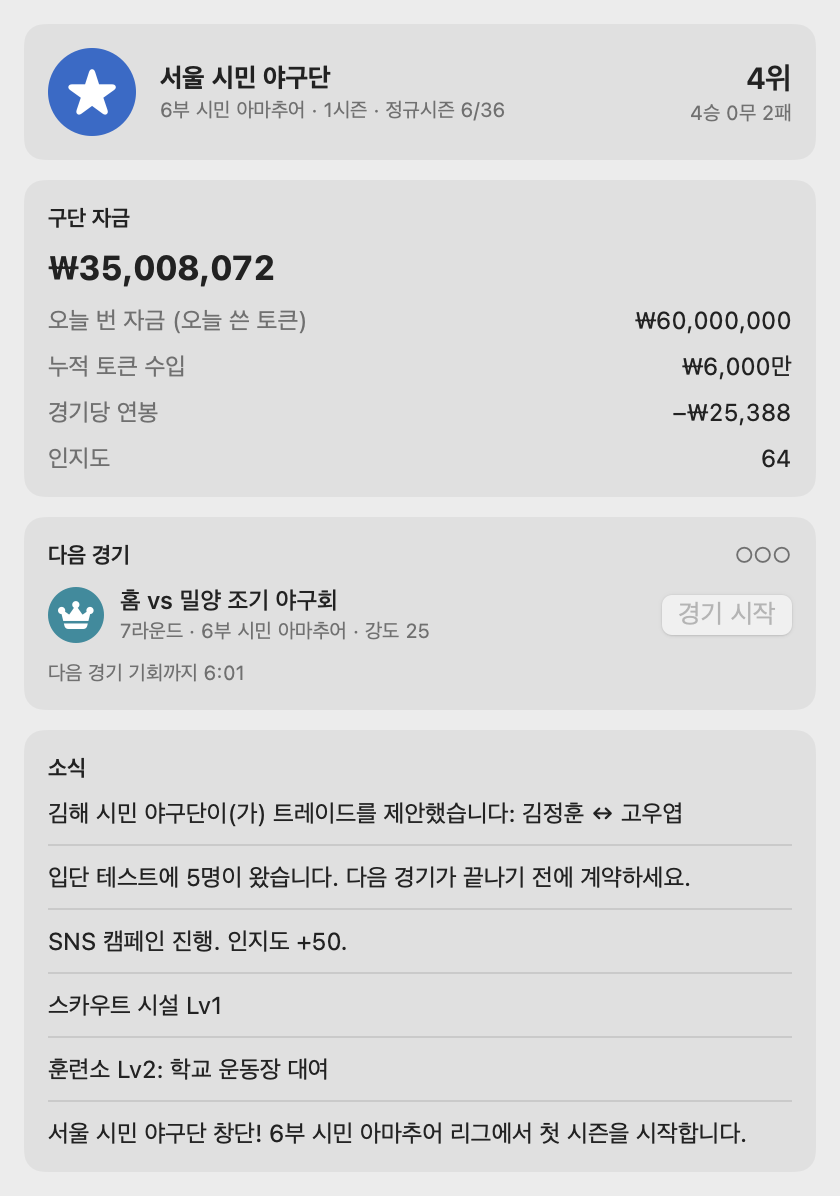 서울 시민 야구단
6부 시민 아마추어 · 1시즌 · 정규시즌 6/36
4위
4승 0무 2패
구단 자금
₩35,008,072
오늘 번 자금 (오늘 쓴 토큰) ₩60,000,000
누적 토큰 수입 ₩6,000만
경기당 연봉 –₩25,388
인지도 64
다음 경기
홈 vs 밀양 조기 야구회
7라운드 · 6부 시민 아마추어 · 강도 25
경기 시작
다음 경기 기회까지 6:01
소식
김해 시민 야구단이(가) 트레이드를 제안했습니다: 김정훈 ↔ 고우엽
입단 테스트에 5명이 왔습니다. 다음 경기가 끝나기 전에 계약하세요.
SNS 캠페인 진행. 인지도 +50.
스카우트 시설 Lv1
훈련소 Lv2: 학교 운동장 대여
서울 시민 야구단 창단! 6부 시민 아마추어 리그에서 첫 시즌을 시작합니다.